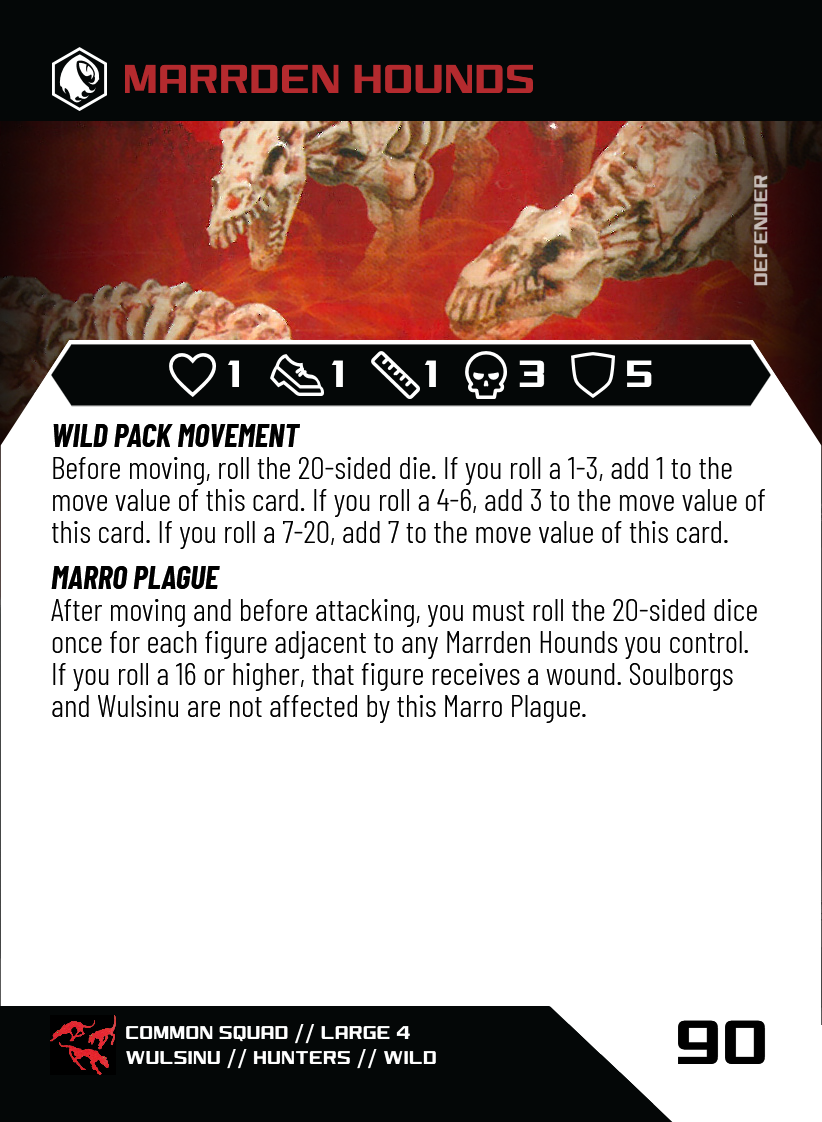 MARRDEN HOUNDS
DEFENDER
1 1 1 3 5
WILD PACK MOVEMENT
Before moving, roll the 20-sided die. If you roll a 1-3, add 1 to the
move value of this card. If you roll a 4-6, add 3 to the move value of
this card. If you roll a 7-20, add 7 to the move value of this card.
MARRO PLAGUE
After moving and before attacking, you must roll the 20-sided dice
once for each figure adjacent to any Marrden Hounds you control.
If you roll a 16 or higher, that figure receives a wound. Soulborgs
and Wulsinu are not affected by this Marro Plague.
COMMON SQUAD // LARGE 4
WULSINU // HUNTERS // WILD
90